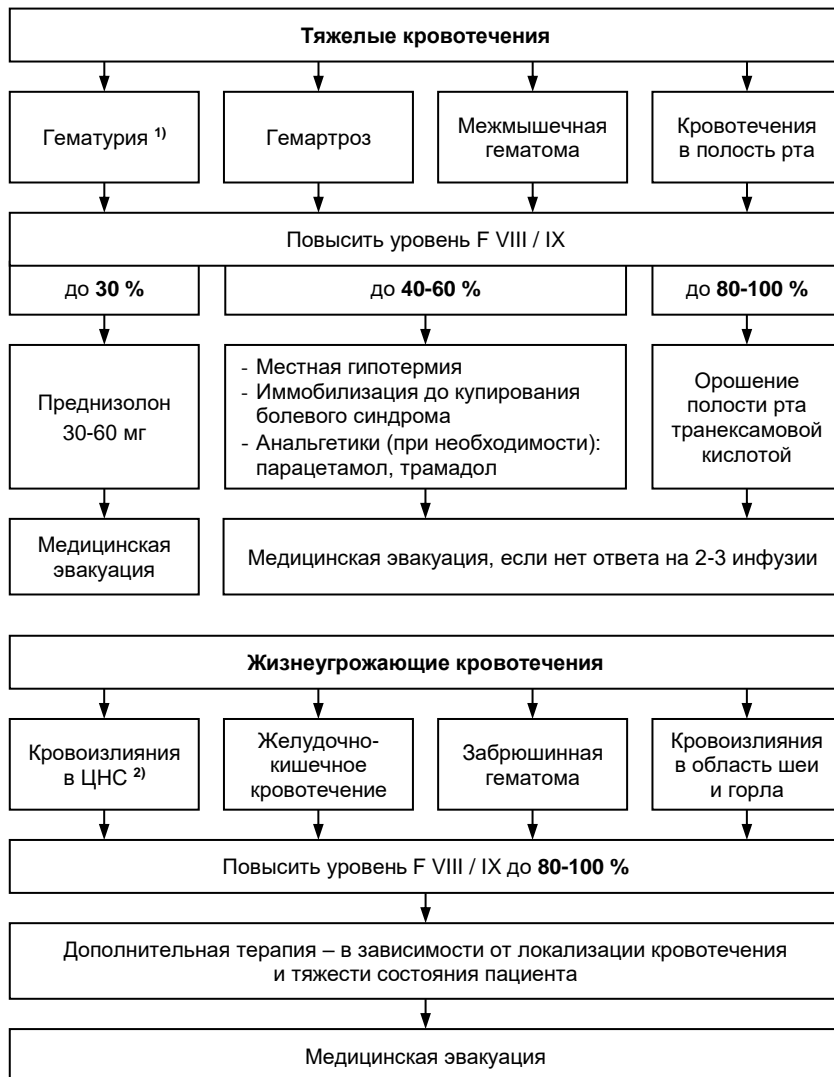 Тяжелые кровотечения
Гематурия ¹⁾
Гемартроз
Межмышечная
гематома
Кровотечения
в полость рта
Повысить уровень F VIII / IX
до 30 %
до 40-60 %
до 80-100 %
Преднизолон
30-60 мг
- Местная гипотермия
- Иммобилизация до купирования
болевого синдрома
- Анальгетики (при необходимости):
парацетамол, трамадол
Орошение
полости рта
транексамовой
кислотой
Медицинская
эвакуация
Медицинская эвакуация, если нет ответа на 2-3 инфузии
Жизнеугрожающие кровотечения
Кровоизлияния
в ЦНС ²⁾
Желудочно-
кишечное
кровотечение
Забрюшинная
гематома
Кровоизлияния
в область шеи
и горла
Повысить уровень F VIII / IX до 80-100 %
Дополнительная терапия – в зависимости от локализации кровотечения
и тяжести состояния пациента
Медицинская эвакуация